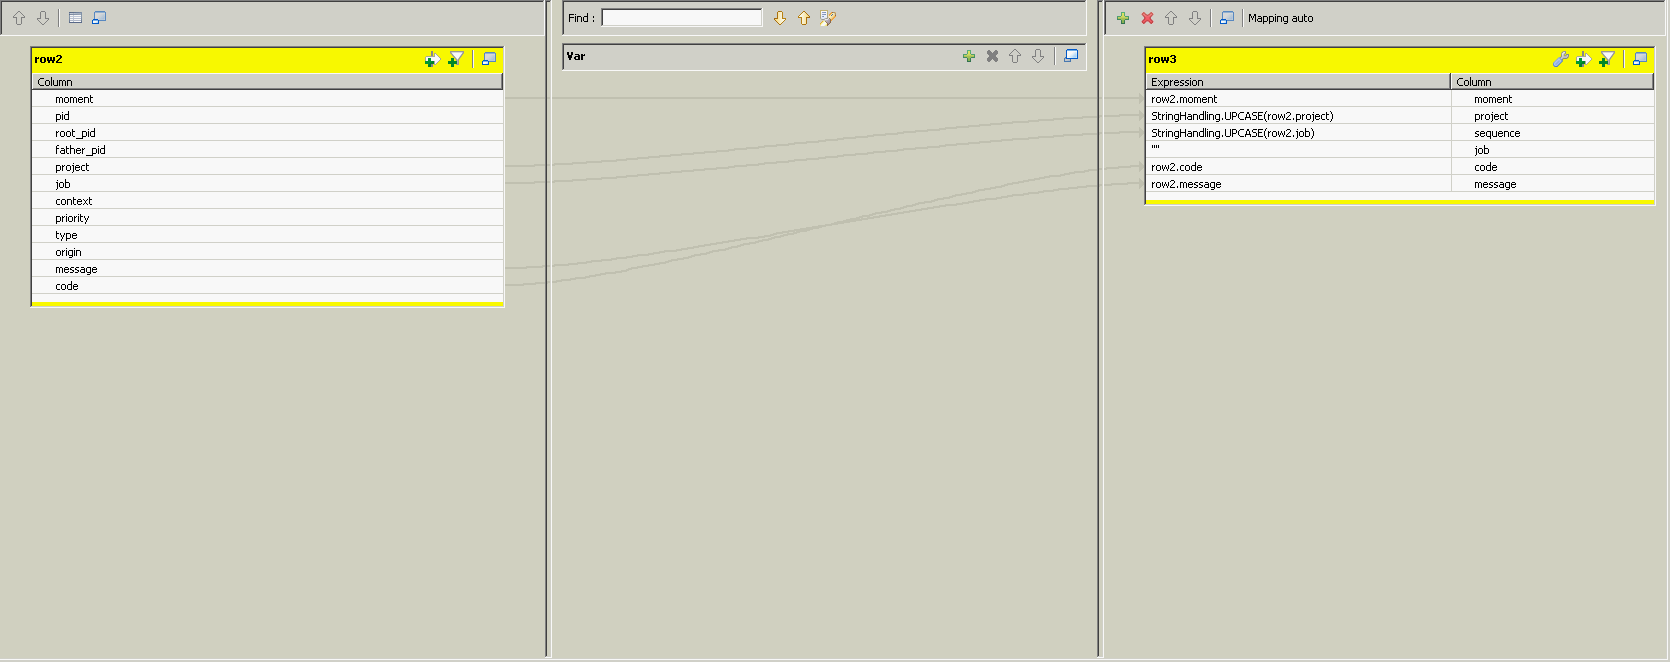 Find :
Mapping auto
row2
Column
moment
pid
root_pid
father_pid
project
job
context
priority
type
origin
message
code
Var
row3
Expression Column
row2.moment moment
StringHandling.UPCASE(row2.project) project
StringHandling.UPCASE(row2.job) sequence
"" job
row2.code code
row2.message message